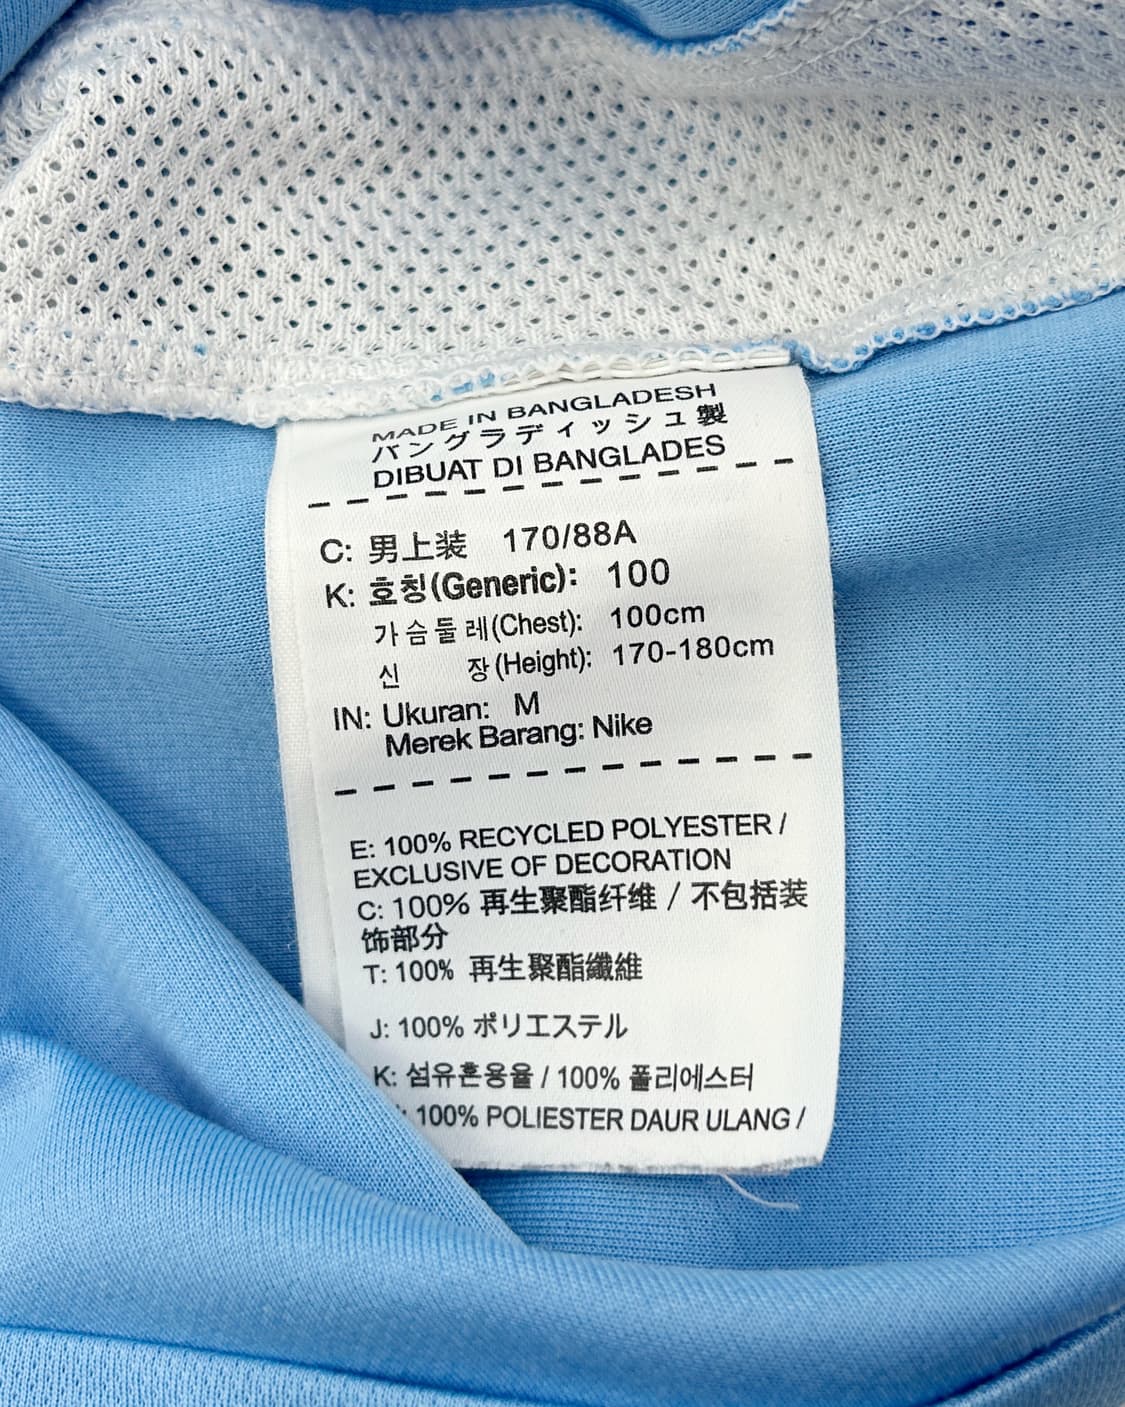 MADE IN BANGLADESH
バングラディッシュ製
DIBUAT DI BANGLADES
C: 男上装 170/88A
K: 호칭(Generic): 100
가슴둘레(Chest): 100cm
신 장(Height): 170-180cm
IN: Ukuran: M
Merek Barang: Nike
E: 100% RECYCLED POLYESTER /
EXCLUSIVE OF DECORATION
C: 100% 再生聚酯纤维 / 不包括装
饰部分
T: 100% 再生聚酯纖維
J: 100% ポリエステル
K: 섬유혼용율 / 100% 폴리에스터
: 100% POLIESTER DAUR ULANG /